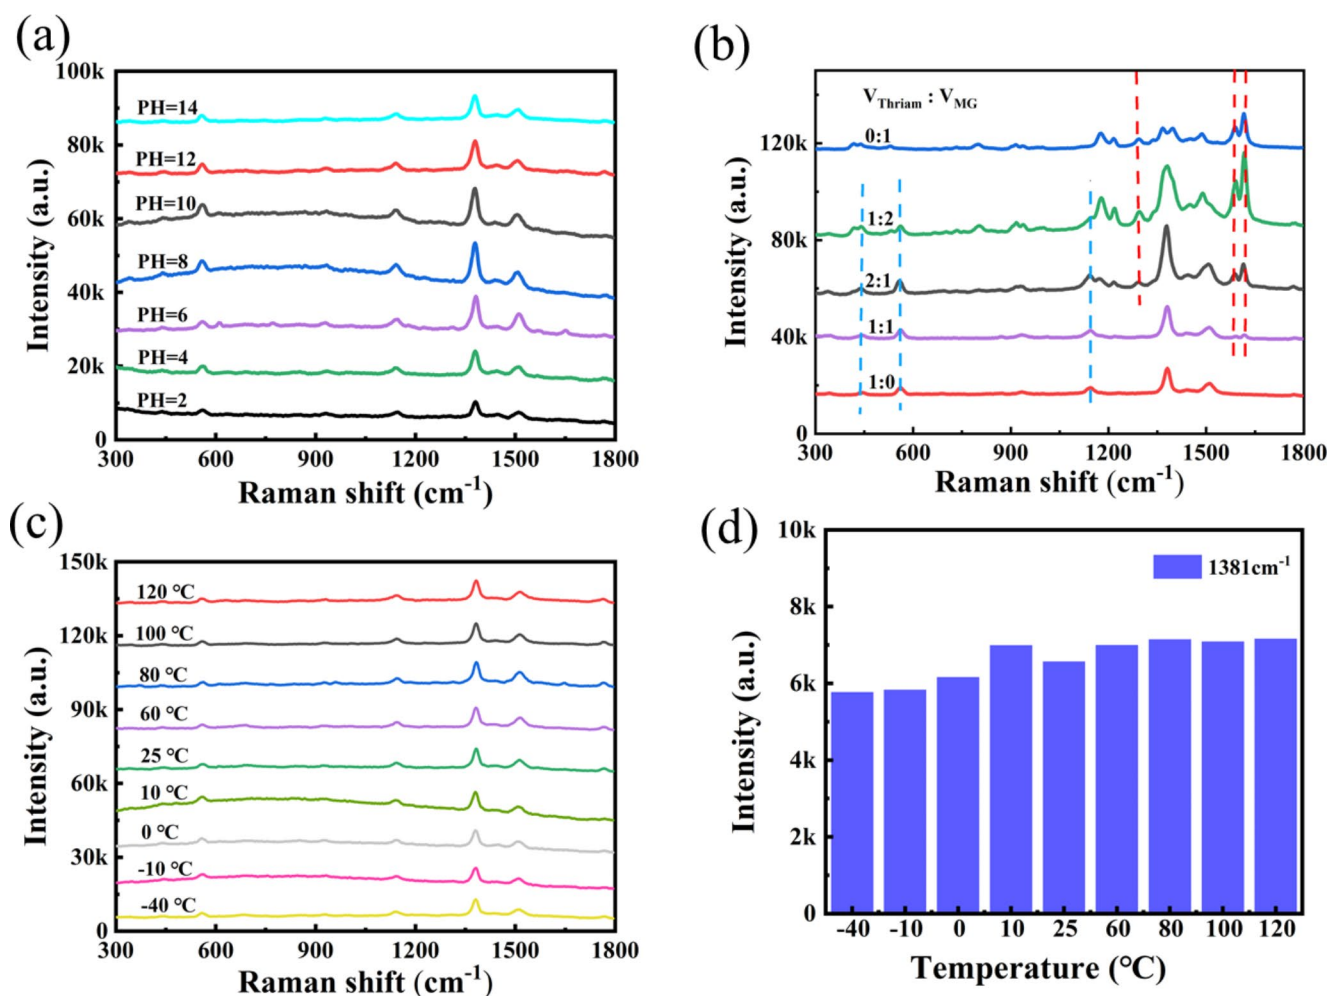 (a)
100k
80k
60k
40k
20k
0
Intensity (a.u.)
PH=14
PH=12
PH=10
PH=8
PH=6
PH=4
PH=2
300 600 900 1200 1500 1800
Raman shift (cm-1)
(b)
120k
80k
40k
0
Intensity (a.u.)
VThriam : VMG
0:1
1:2
2:1
1:1
1:0
300 600 900 1200 1500 1800
Raman shift (cm-1)
(c)
150k
120k
90k
60k
30k
0
Intensity (a.u.)
120 °C
100 °C
80 °C
60 °C
25 °C
10 °C
0 °C
-10 °C
-40 °C
300 600 900 1200 1500 1800
Raman shift (cm-1)
(d)
10k
8k
6k
4k
2k
0
Intensity (a.u.)
1381cm-1
-40 -10 0 10 25 60 80 100 120
Temperature (°C)